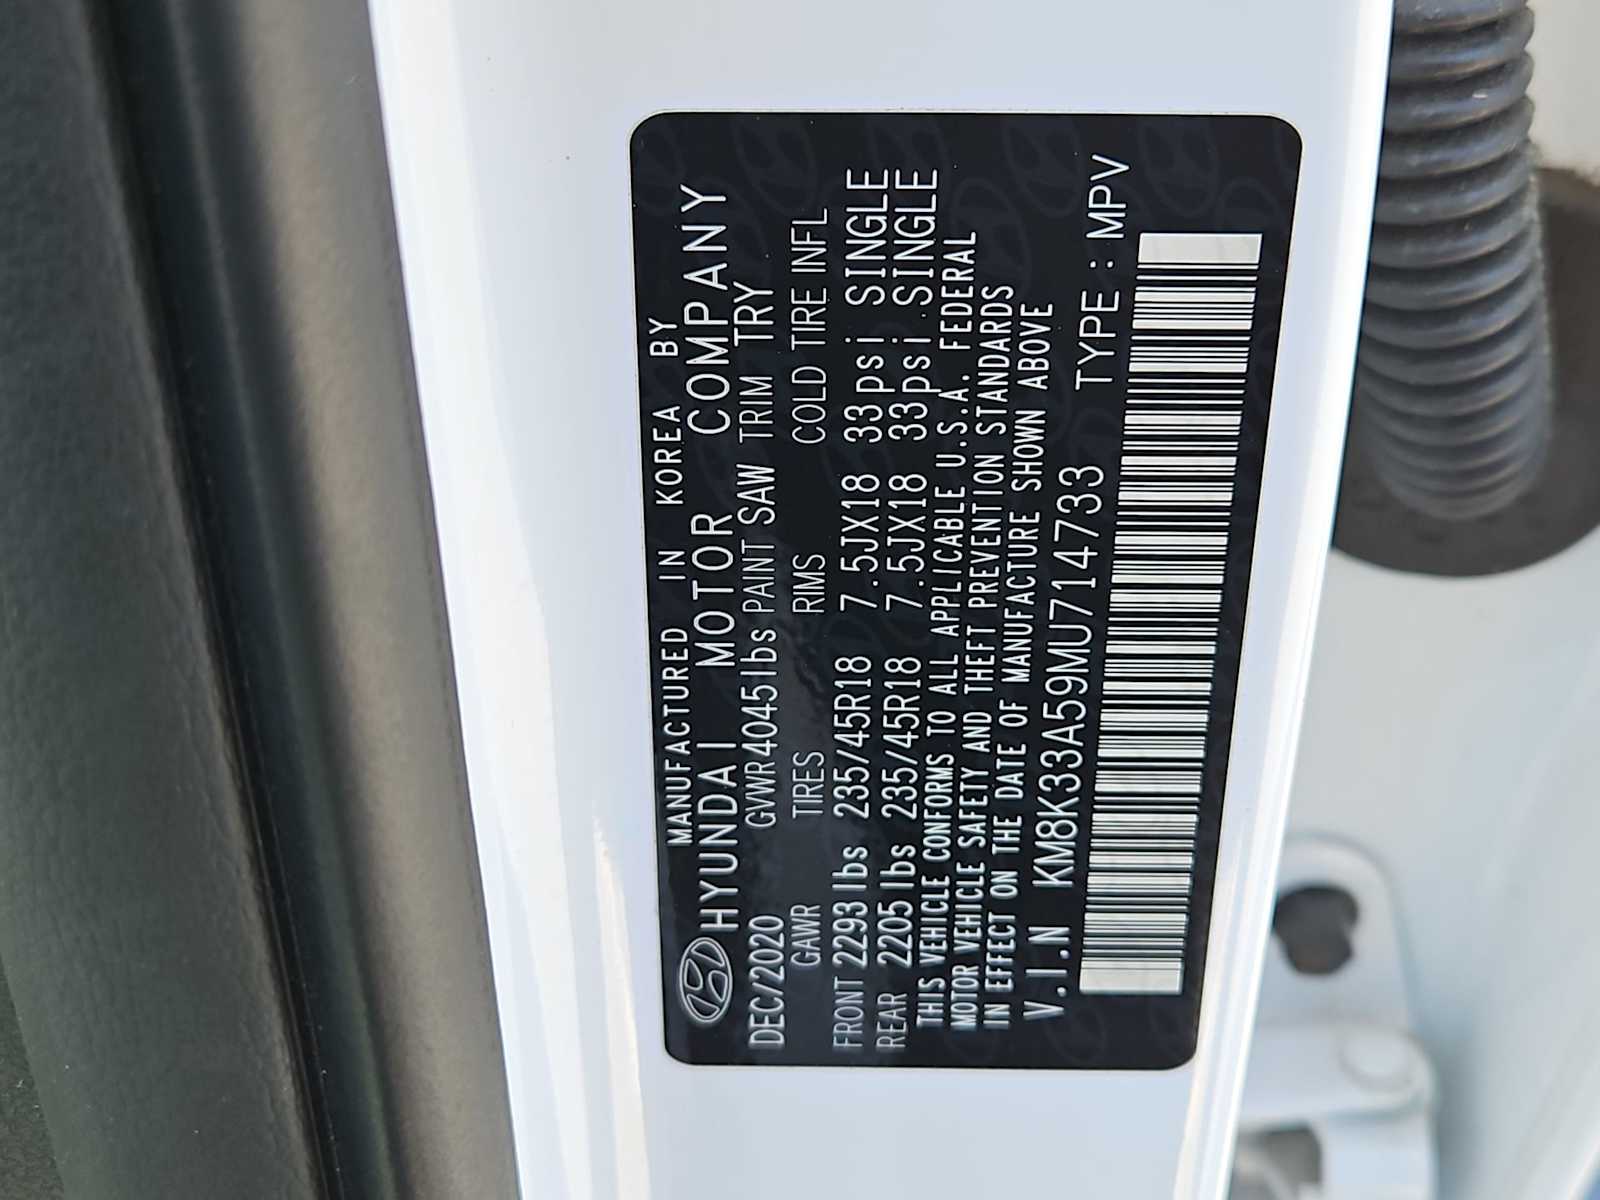 MANUFACTURED IN KOREA BY
HYUNDAI MOTOR COMPANY
DEC/2020 GVWR4045lbs PAINT SAW TRIM TRY
GAWR TIRES RIMS COLD TIRE INFL
FRONT 2293 lbs 235/45R18 7.5JX18 33psi.SINGLE
REAR 2205 lbs 235/45R18 7.5JX18 33psi.SINGLE
THIS VEHICLE CONFORMS TO ALL APPLICABLE U.S.A. FEDERAL
MOTOR VEHICLE SAFETY AND THEFT PREVENTION STANDARDS
IN EFFECT ON THE DATE OF MANUFACTURE SHOWN ABOVE
V.I.N KM8K33A59MU714733 TYPE : MPV